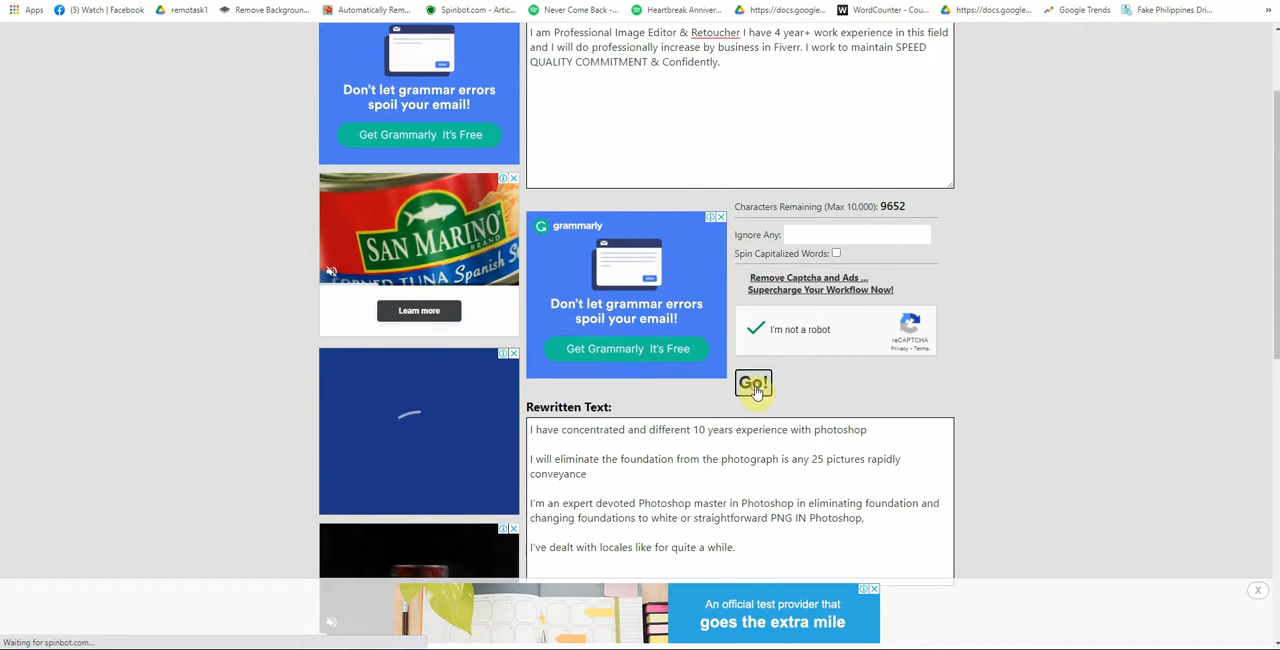 Apps
(5) Watch | Facebook
remotask1
Remove Backgroun...
Automatically Rem...
Spinbot.com - Artic...
Never Come Back -...
Heartbreak Anniver...
https://docs.google...
WordCounter - Cou...
https://docs.google...
Google Trends
Fake Philippines Dri...
»
I am Professional Image Editor & Retoucher I have 4 year+ work experience in this field
and I will do professionally increase by business in Fiverr. I work to maintain SPEED
QUALITY COMMITMENT & Confidently.
Don't let grammar errors
spoil your email!
Get Grammarly It's Free
SAN MARINO
BRAND
CORNED TUNA Spanish S
Learn more
grammarly
Don't let grammar errors
spoil your email!
Get Grammarly It's Free
Characters Remaining (Max 10,000): 9652
Ignore Any:
Spin Capitalized Words:
Remove Captcha and Ads ...
Supercharge Your Workflow Now!
I'm not a robot
reCAPTCHA
Privacy - Terms
Go!
Rewritten Text:
I have concentrated and different 10 years experience with photoshop
I will eliminate the foundation from the photograph is any 25 pictures rapidly
conveyance
I'm an expert devoted Photoshop master in Photoshop in eliminating foundation and
changing foundations to white or straightforward PNG IN Photoshop,
I've dealt with locales like for quite a while.
An official test provider that
goes the extra mile
X
Waiting for spinbot.com...